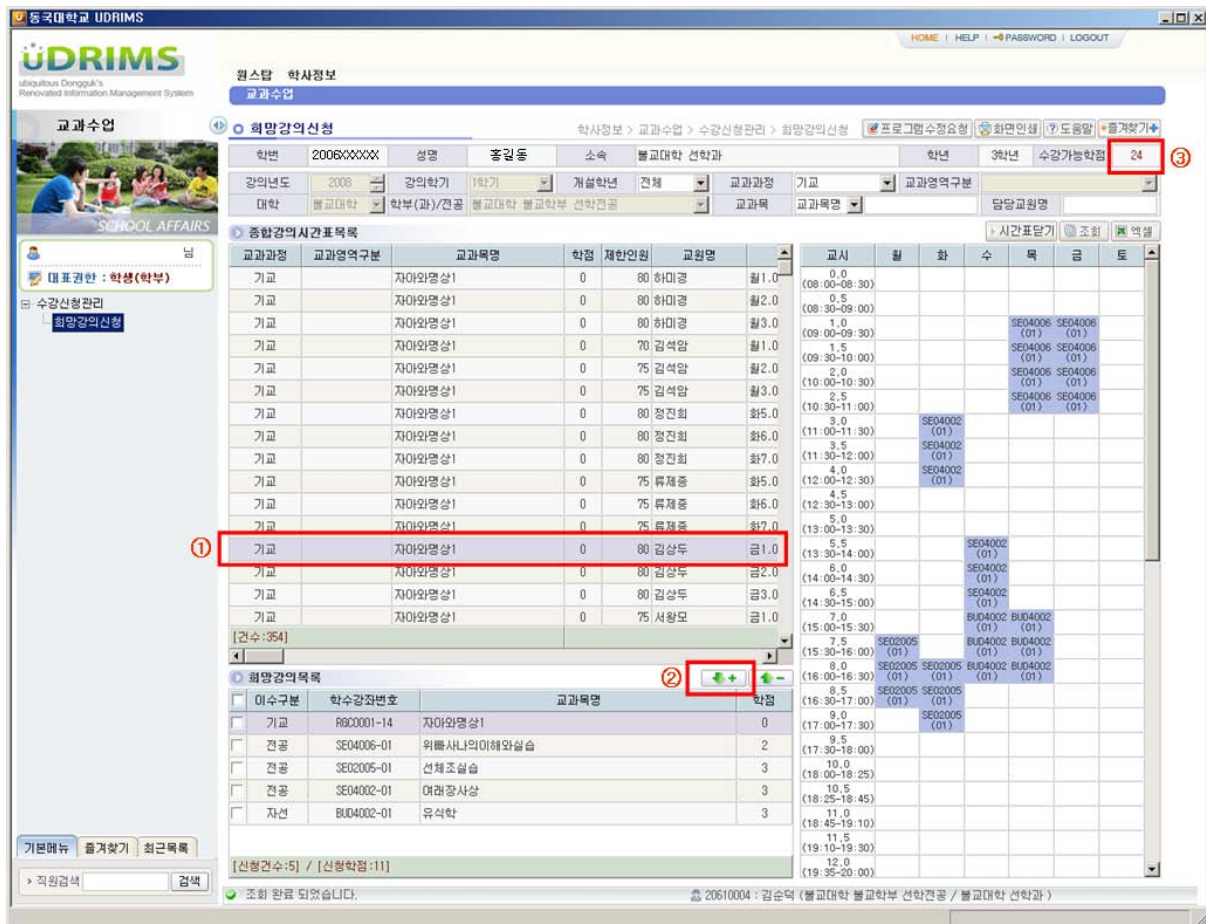 동국대학교 UDRIMS
HOME | HELP | PASSWORD | LOGOUT
UDRIMS
ubiquitous Dongguk's
Renovated Information Management System
원스탑 학사정보
교과수업
교과수업
희망강의신청 학사정보 > 교과수업 > 수강신청관리 > 희망강의신청 프로그램수정요청 화면인쇄 도움말 즐겨찾기
학번 2006XXXXXX 성명 홍길동 소속 불교대학 선학과 학년 3학년 수강가능학점 24 ③
강의년도 2008 강의학기 1학기 개설학년 전체 교과과정 기교 교과영역구분
대학 불교대학 학부(과)/전공 불교대학 불교학부 선학전공 교과목 교과목명 담당교원명
SCHOOL AFFAIRS
님
대표권한 : 학생(학부)
수강신청관리
희망강의신청
종합강의시간표목록 시간표닫기 조회 엑셀
교과과정 교과영역구분 교과목명 학점 제한인원 교원명
기교 자아와명상1 0 80 하미경 월1.0
기교 자아와명상1 0 80 하미경 월2.0
기교 자아와명상1 0 80 하미경 월3.0
기교 자아와명상1 0 70 김석암 월1.0
기교 자아와명상1 0 75 김석암 월2.0
기교 자아와명상1 0 75 김석암 월3.0
기교 자아와명상1 0 80 정진희 화5.0
기교 자아와명상1 0 80 정진희 화6.0
기교 자아와명상1 0 80 정진희 화7.0
기교 자아와명상1 0 75 류제동 화5.0
기교 자아와명상1 0 75 류제동 화6.0
기교 자아와명상1 0 75 류제동 화7.0
① 기교 자아와명상1 0 80 김상두 금1.0
기교 자아와명상1 0 80 김상두 금2.0
기교 자아와명상1 0 80 김상두 금3.0
기교 자아와명상1 0 75 서왕모 금1.0
[건수:354]
희망강의목록 ② + -
이수구분 학수강좌번호 교과목명 학점
기교 RGC0001-14 자아와명상1 0
전공 SE04006-01 위빠사나의이해와실습 2
전공 SE02005-01 선체조실습 3
전공 SE04002-01 여래장사상 3
자선 BUD4002-01 유식학 3
[신청건수:5] / [신청학점:11]
교시 월 화 수 목 금 토
0.0
(08:00-08:30)
0.5
(08:30-09:00)
1.0 SE04006 SE04006
(09:00-09:30) (01) (01)
1.5 SE04006 SE04006
(09:30-10:00) (01) (01)
2.0 SE04006 SE04006
(10:00-10:30) (01) (01)
2.5 SE04006 SE04006
(10:30-11:00) (01) (01)
3.0 SE04002
(11:00-11:30) (01)
3.5 SE04002
(11:30-12:00) (01)
4.0 SE04002
(12:00-12:30) (01)
4.5
(12:30-13:00)
5.0
(13:00-13:30)
5.5 SE04002
(13:30-14:00) (01)
6.0 SE04002
(14:00-14:30) (01)
6.5 SE04002
(14:30-15:00) (01)
7.0 BUD4002 BUD4002
(15:00-15:30) (01) (01)
7.5 SE02005 BUD4002 BUD4002
(15:30-16:00) (01) (01) (01)
8.0 SE02005 SE02005 BUD4002 BUD4002
(16:00-16:30) (01) (01) (01) (01)
8.5 SE02005 SE02005
(16:30-17:00) (01) (01)
9.0 SE02005
(17:00-17:30) (01)
9.5
(17:30-18:00)
10.0
(18:00-18:25)
10.5
(18:25-18:45)
11.0
(18:45-19:10)
11.5
(19:10-19:30)
12.0
(19:35-20:00)
기본메뉴 즐겨찾기 최근목록
직원검색 검색
조회 완료 되었습니다. 20610004 : 김순덕 (불교대학 불교학부 선학전공 / 불교대학 선학과 )